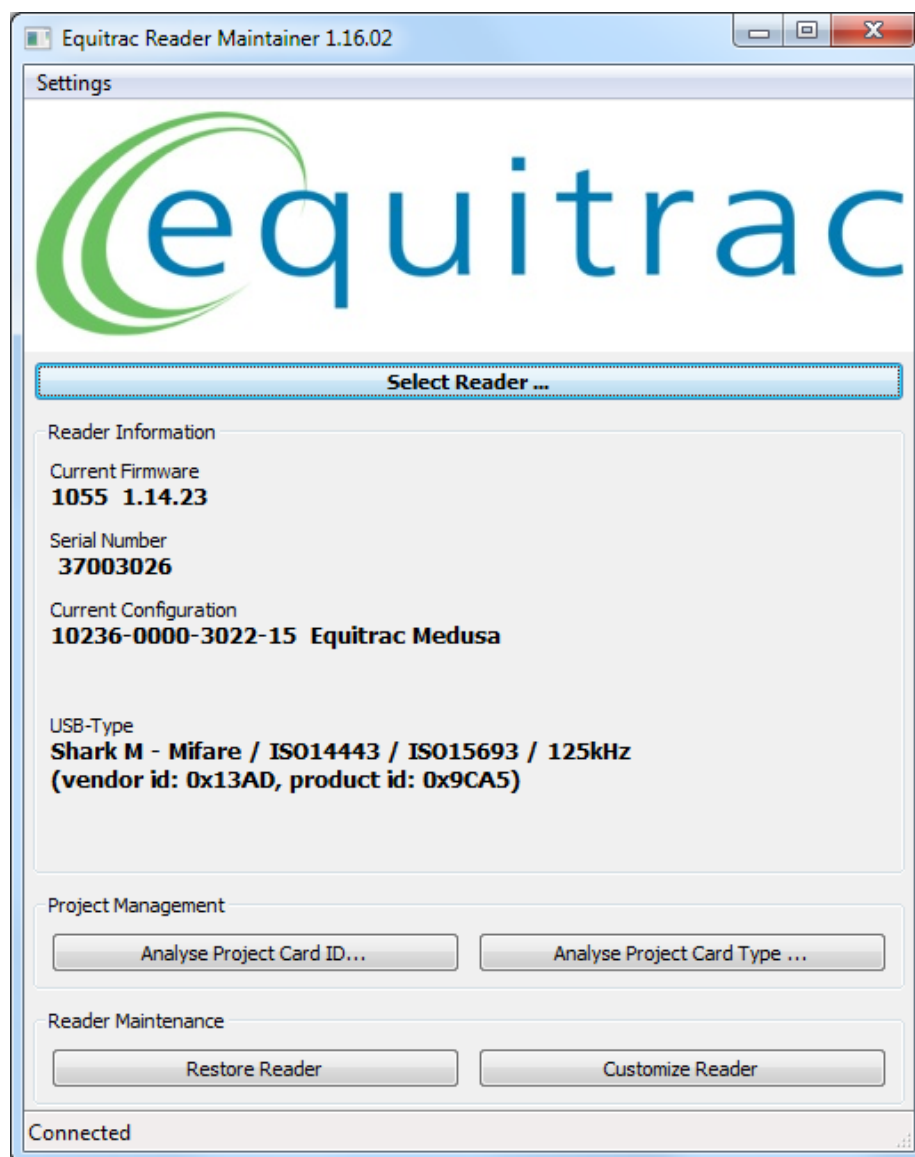 Equitrac Reader Maintainer 1.16.02
Settings
equitrac
Select Reader ...
Reader Information
Current Firmware
1055 1.14.23
Serial Number
37003026
Current Configuration
10236-0000-3022-15 Equitrac Medusa
USB-Type
Shark M - Mifare / ISO14443 / ISO15693 / 125kHz
(vendor id: 0x13AD, product id: 0x9CA5)
Project Management
Analyse Project Card ID...
Analyse Project Card Type ...
Reader Maintenance
Restore Reader
Customize Reader
Connected